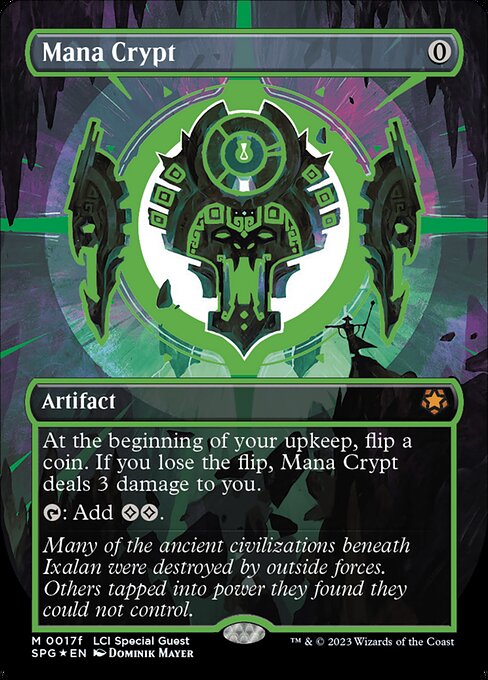 Mana Crypt 0
Artifact
At the beginning of your upkeep, flip a
coin. If you lose the flip, Mana Crypt
deals 3 damage to you.
: Add .
Many of the ancient civilizations beneath
Ixalan were destroyed by outside forces.
Others tapped into power they found they
could not control.
M 0017f LCI Special Guest
SPG★EN Dominik Mayer
™ & © 2023 Wizards of the Coast